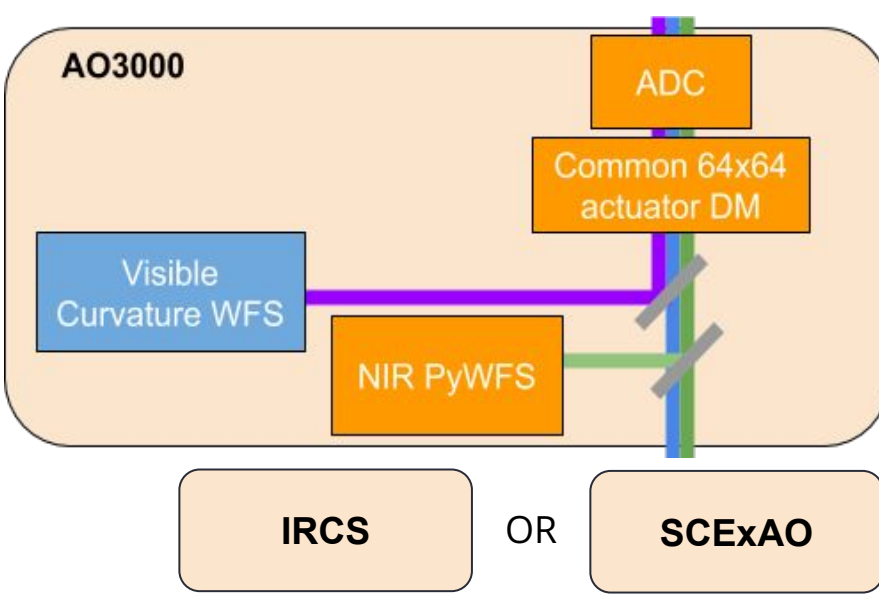 AO3000
ADC
Common 64x64
actuator DM
Visible
Curvature WFS
NIR PyWFS
IRCS
OR
SCExAO